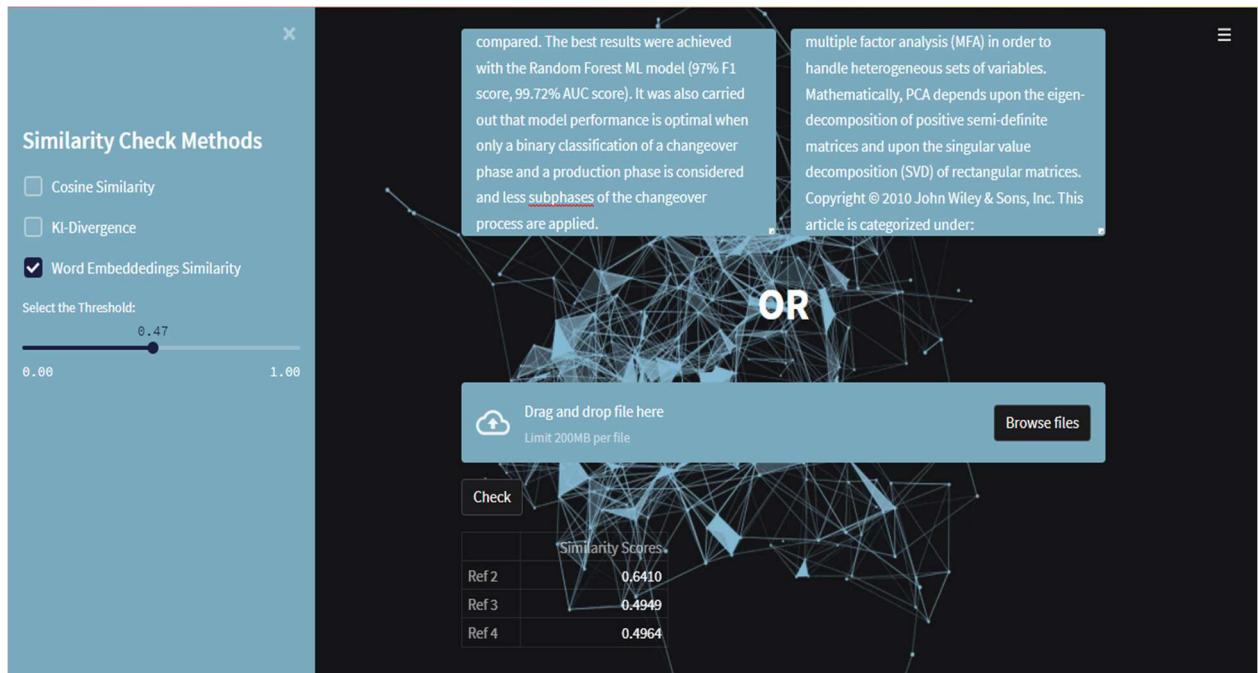 ×
Similarity Check Methods
Cosine Similarity
Kl-Divergence
Word Embeddedings Similarity
Select the Threshold:
0.47
0.00 1.00
compared. The best results were achieved
with the Random Forest ML model (97% F1
score, 99.72% AUC score). It was also carried
out that model performance is optimal when
only a binary classification of a changeover
phase and a production phase is considered
and less subphases of the changeover
process are applied.
multiple factor analysis (MFA) in order to
handle heterogeneous sets of variables.
Mathematically, PCA depends upon the eigen-
decomposition of positive semi-definite
matrices and upon the singular value
decomposition (SVD) of rectangular matrices.
Copyright © 2010 John Wiley & Sons, Inc. This
article is categorized under:
OR
Drag and drop file here
Limit 200MB per file
Browse files
Check
Similarity Scores
Ref 2 0.6410
Ref 3 0.4949
Ref 4 0.4964